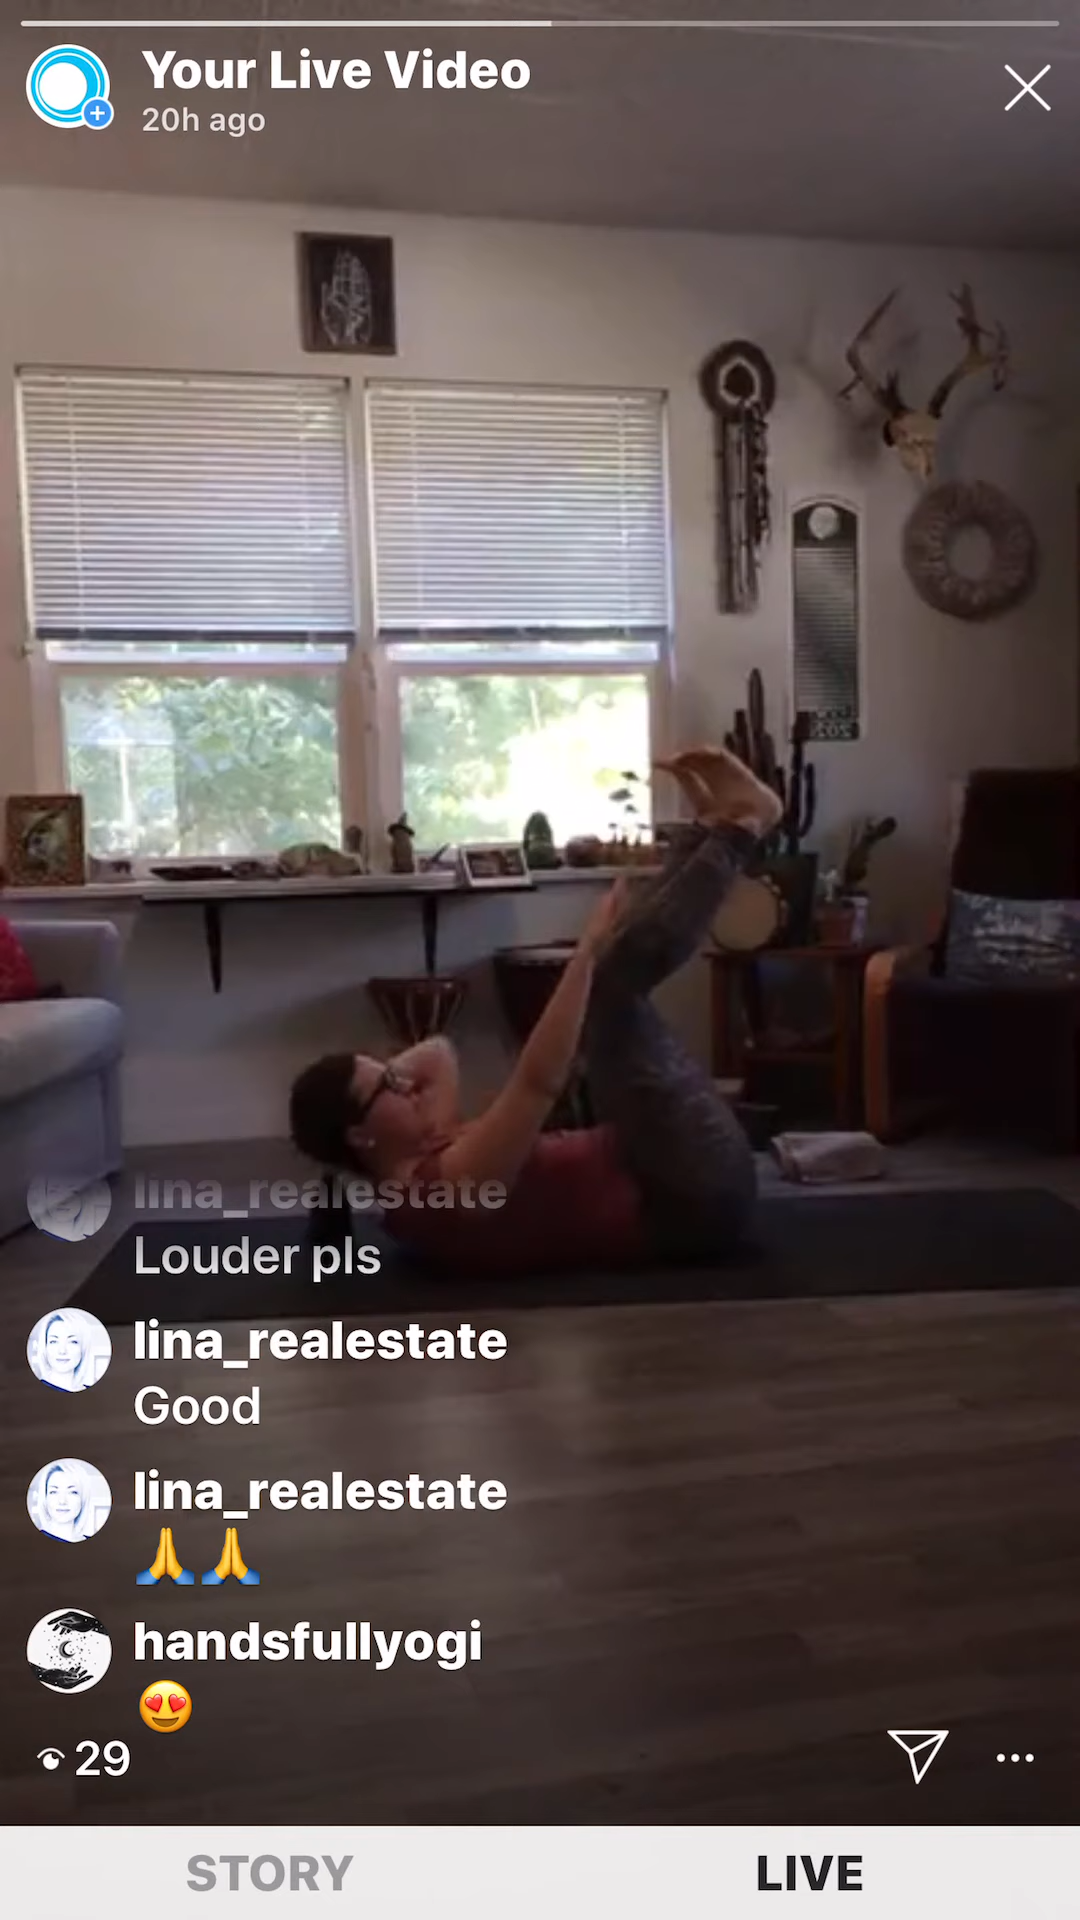 Your Live Video
20h ago
lina_realestate
Louder pls
lina_realestate
Good
lina_realestate
🙏🙏
handsfullyogi
😍
29
STORY
LIVE